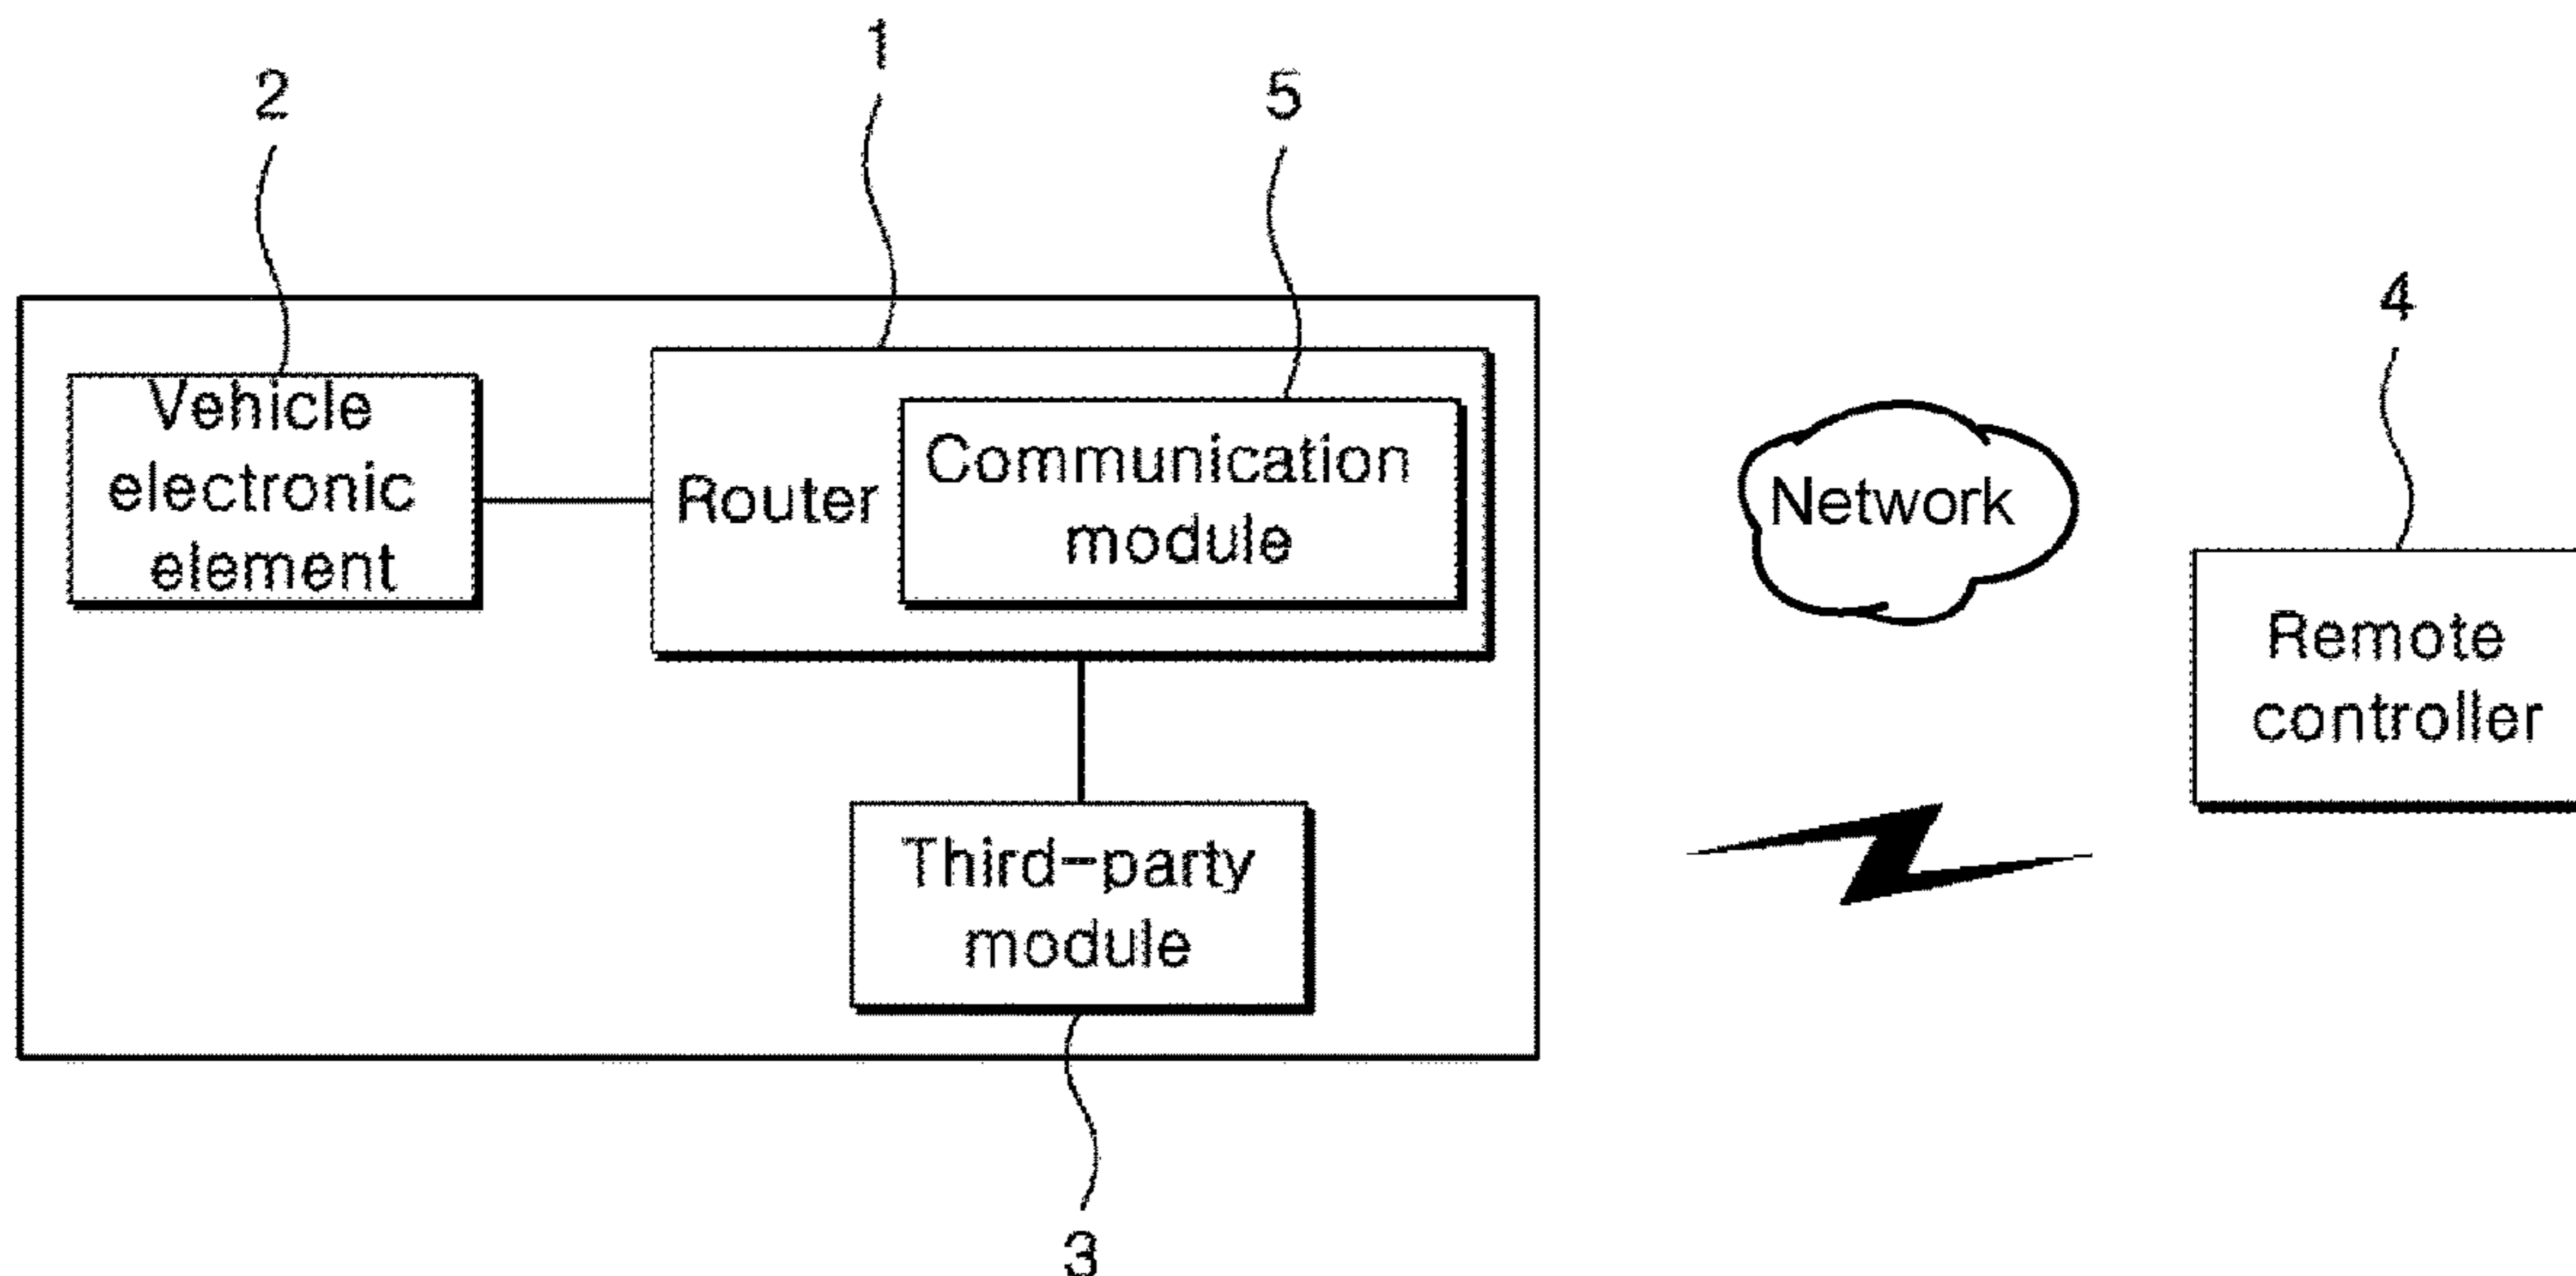 1
2
5
4
Vehicle
electronic
element
Router
Communication
module
Network
Remote
controller
Third-party
module
3